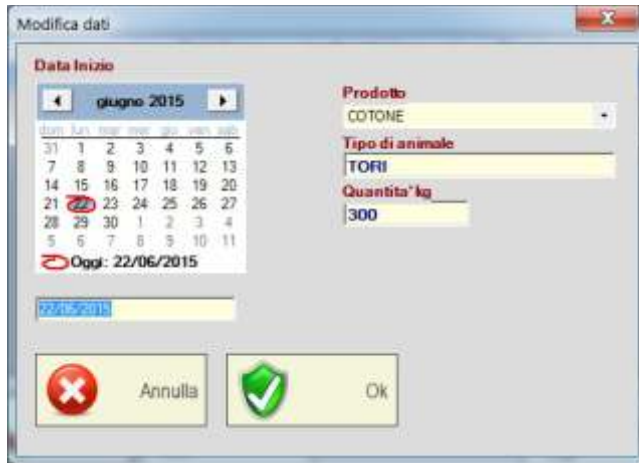 Modifica dati
Data Inizio
giugno 2015
dom lun mar mer gio ven sab
31 1 2 3 4 5 6
7 8 9 10 11 12 13
14 15 16 17 18 19 20
21 22 23 24 25 26 27
28 29 30 1 2 3 4
5 6 7 8 9 10 11
Oggi: 22/06/2015
22/06/2015
Prodotto
COTONE
Tipo di animale
TORI
Quantita' kg
300
Annulla
Ok